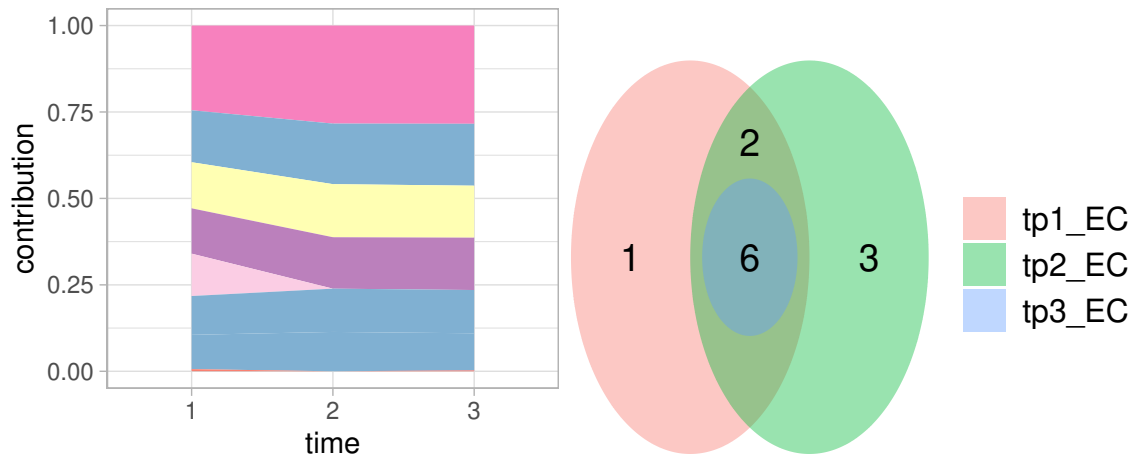 1.00
0.75
0.50
0.25
0.00
contribution
1 2 3
time
2
1 6 3
tp1_EC
tp2_EC
tp3_EC